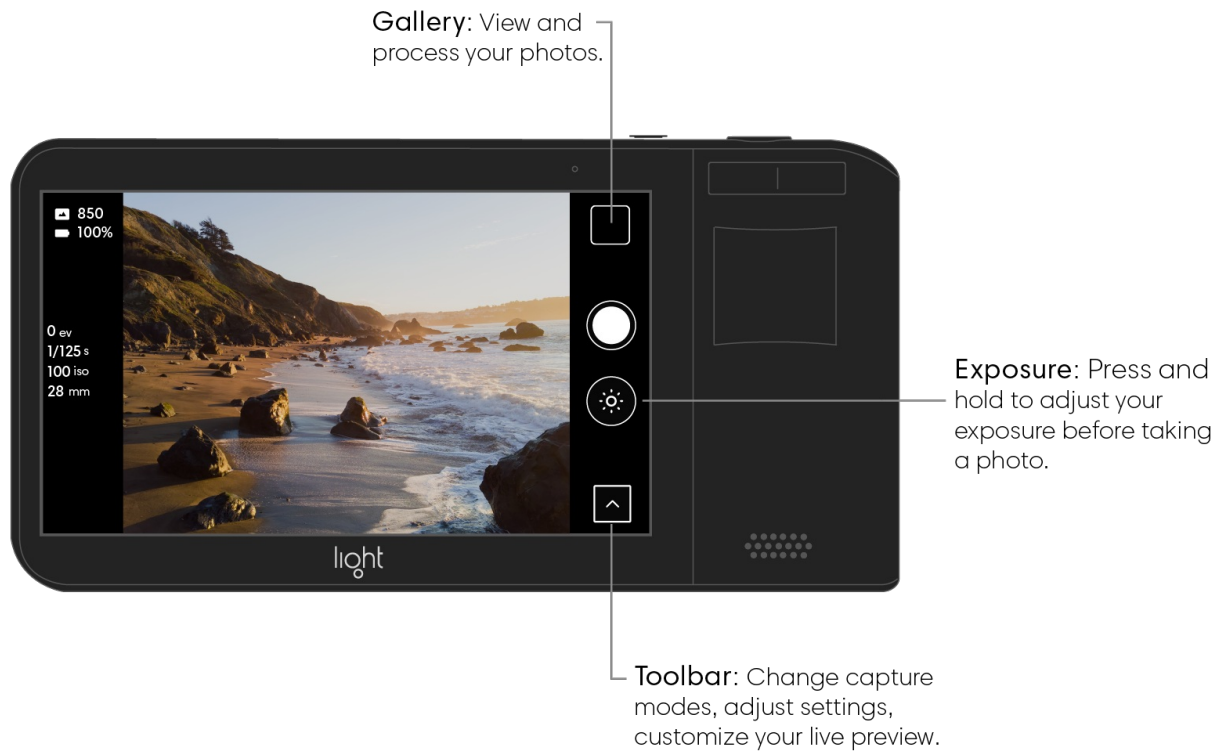 Gallery: View and
process your photos.
850
100%
0 ev
1/125 s
100 iso
28 mm
Exposure: Press and
hold to adjust your
exposure before taking
a photo.
light
Toolbar: Change capture
modes, adjust settings,
customize your live preview.